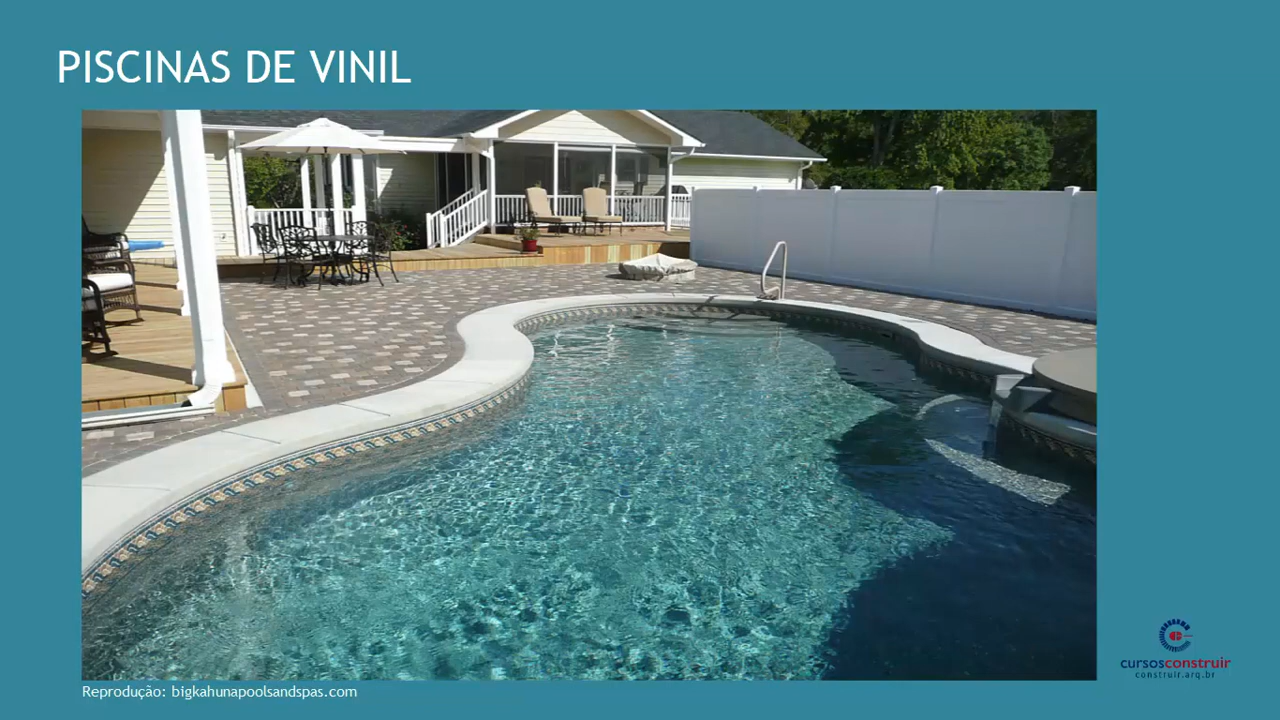 PISCINAS DE VINIL
cursosconstruir
construir.arq.br
Reprodução: bigkahunapoolsandspas.com